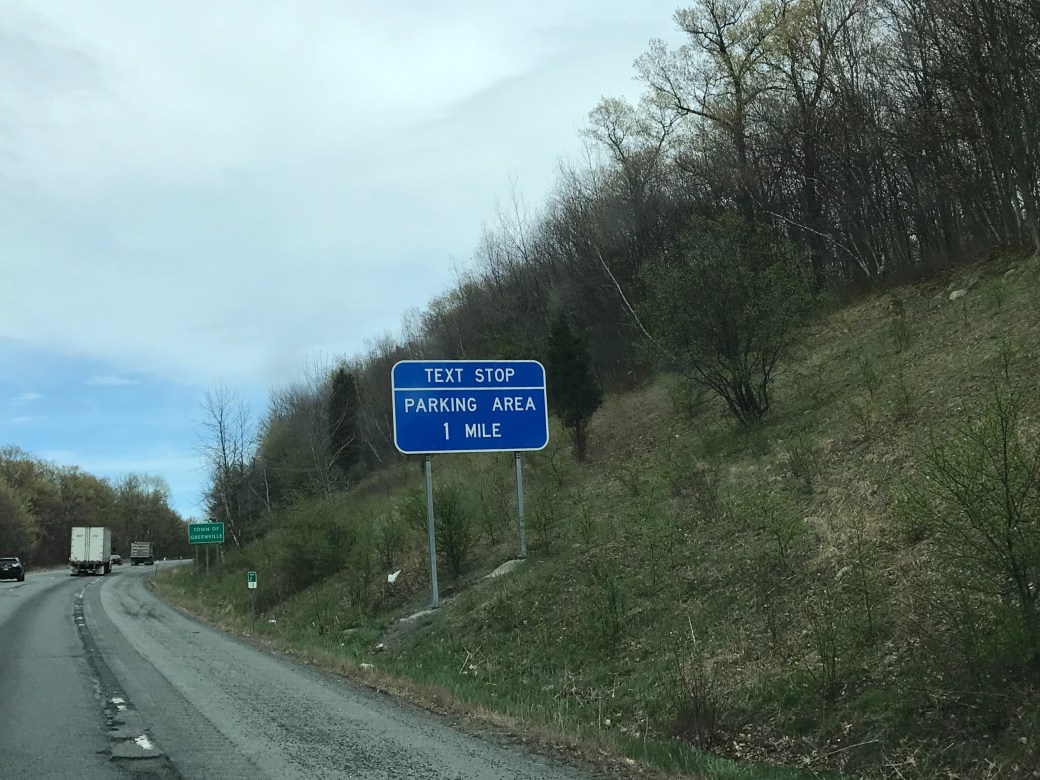 TEXT STOP
PARKING AREA
1 MILE
TOWN OF
GREENVILLE